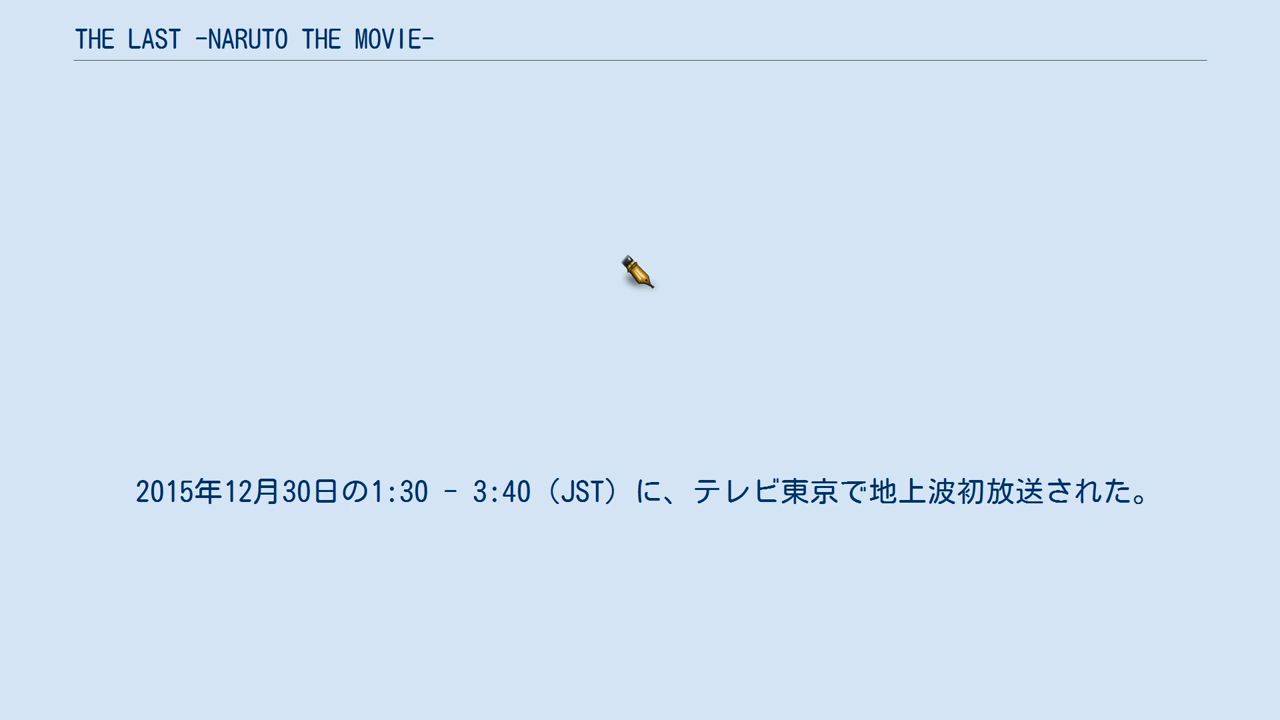 THE LAST -NARUTO THE MOVIE-
2015年12月30日の1:30 - 3:40（JST）に、テレビ東京で地上波初放送された。